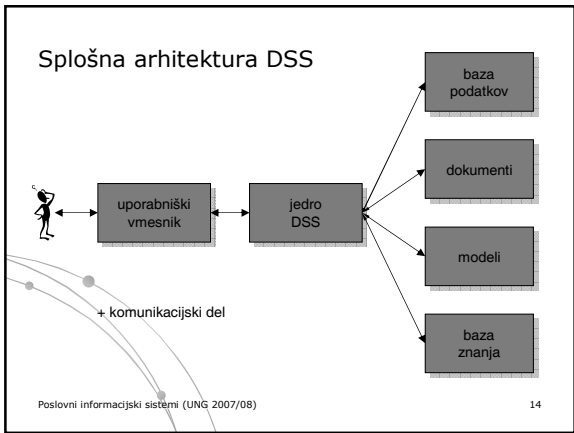 Splošna arhitektura DSS
baza
podatkov
dokumenti
uporabniški
vmesnik
jedro
DSS
modeli
+ komunikacijski del
baza
znanja
Poslovni informacijski sistemi (UNG 2007/08)
14